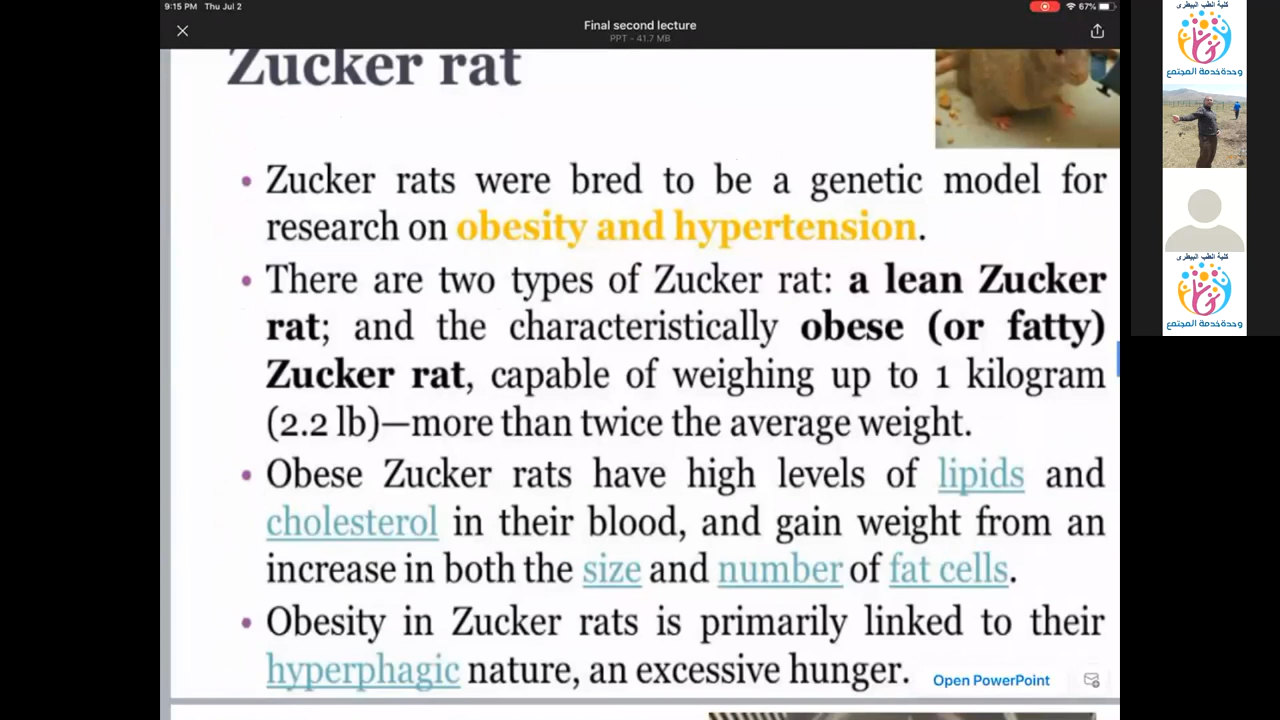 9:15 PM Thu Jul 2
67%
Final second lecture
PPT - 41.7 MB
Zucker rat
• Zucker rats were bred to be a genetic model for
research on obesity and hypertension.
• There are two types of Zucker rat: a lean Zucker
rat; and the characteristically obese (or fatty)
Zucker rat, capable of weighing up to 1 kilogram
(2.2 lb)—more than twice the average weight.
• Obese Zucker rats have high levels of lipids and
cholesterol in their blood, and gain weight from an
increase in both the size and number of fat cells.
• Obesity in Zucker rats is primarily linked to their
hyperphagic nature, an excessive hunger.
Open PowerPoint
كلية الطب البيطرى
وحدة خدمة المجتمع
كلية الطب البيطرى
وحدة خدمة المجتمع